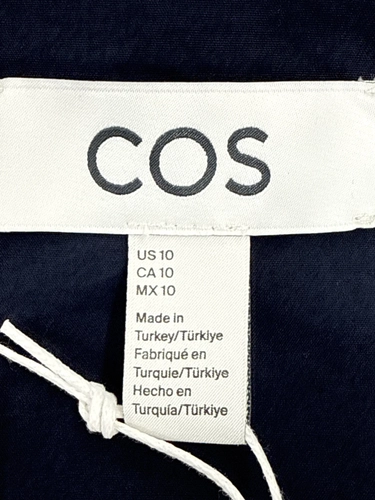 COS
US 10
CA 10
MX 10
Made in
Turkey/Türkiye
Fabriqué en
Turquie/Türkiye
Hecho en
Turquía/Türkiye